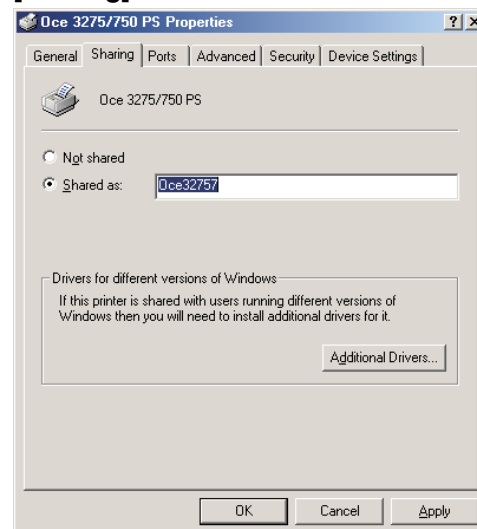 Oce 3275/750 PS Properties
General Sharing Ports Advanced Security Device Settings
Oce 3275/750 PS
Not shared
Shared as: Oce32757
Drivers for different versions of Windows
If this printer is shared with users running different versions of
Windows then you will need to install additional drivers for it.
Additional Drivers...
OK Cancel Apply